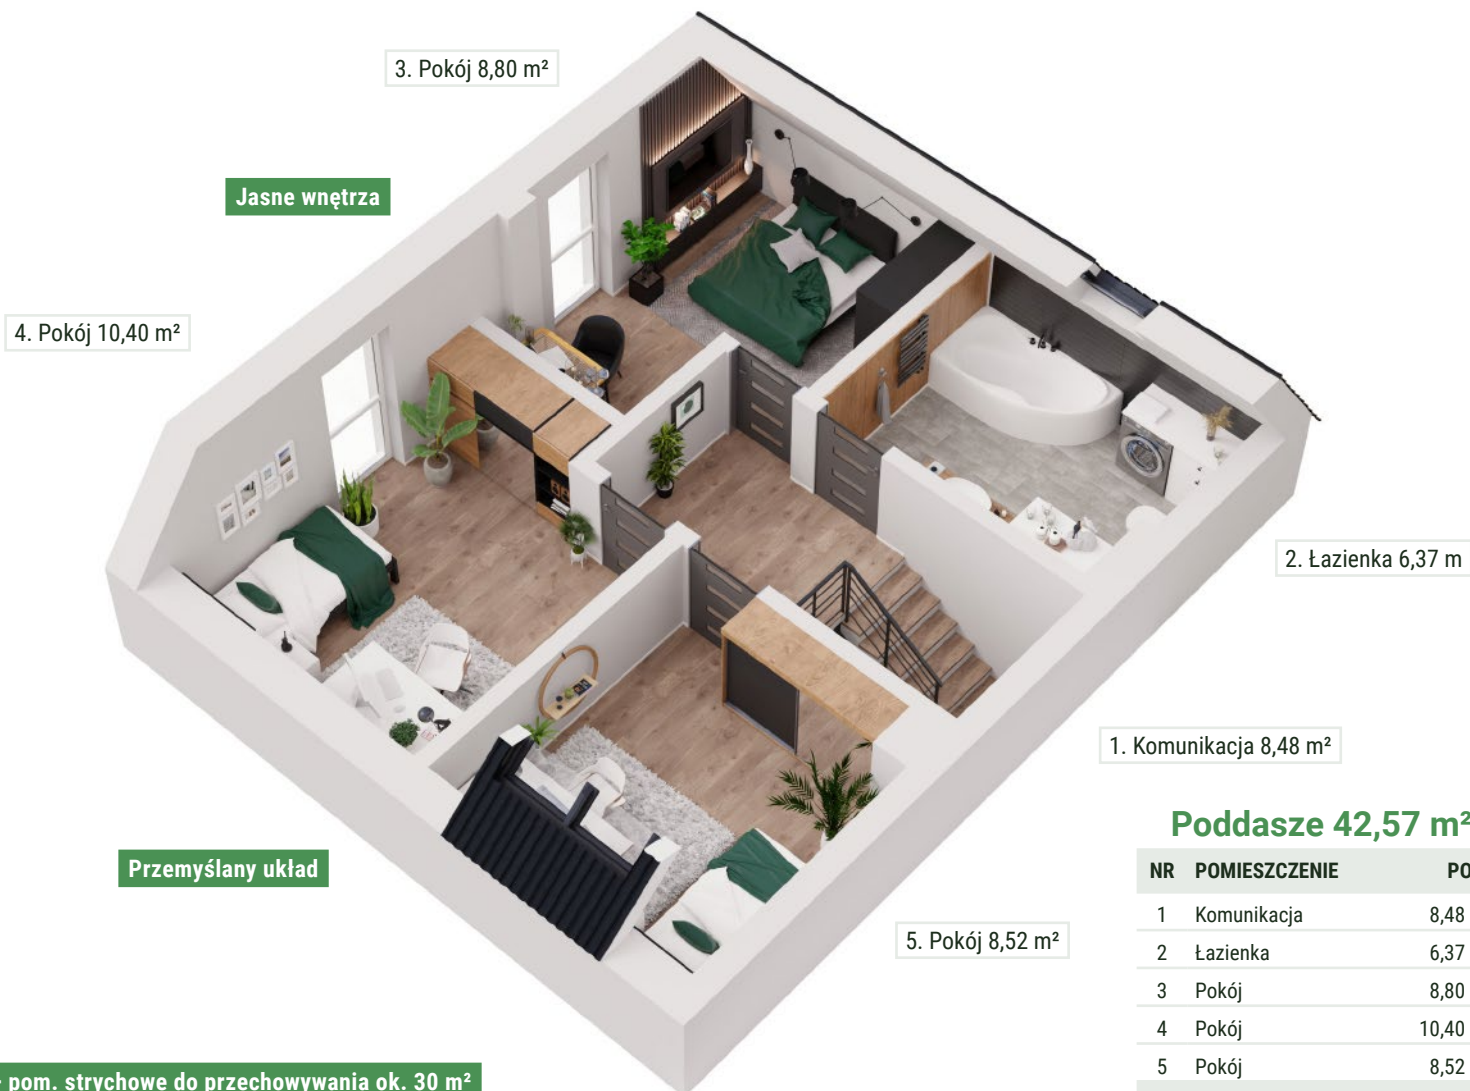 3. Pokój 8,80 m²
Jasne wnętrza
4. Pokój 10,40 m²
2. Łazienka 6,37 m
1. Komunikacja 8,48 m²
Poddasze 42,57 m²
Przemyślany układ
NR POMIESZCZENIE PO
1 Komunikacja 8,48
5. Pokój 8,52 m²
2 Łazienka 6,37
3 Pokój 8,80
4 Pokój 10,40
5 Pokój 8,52
pom. strychowe do przechowywania ok. 30 m²